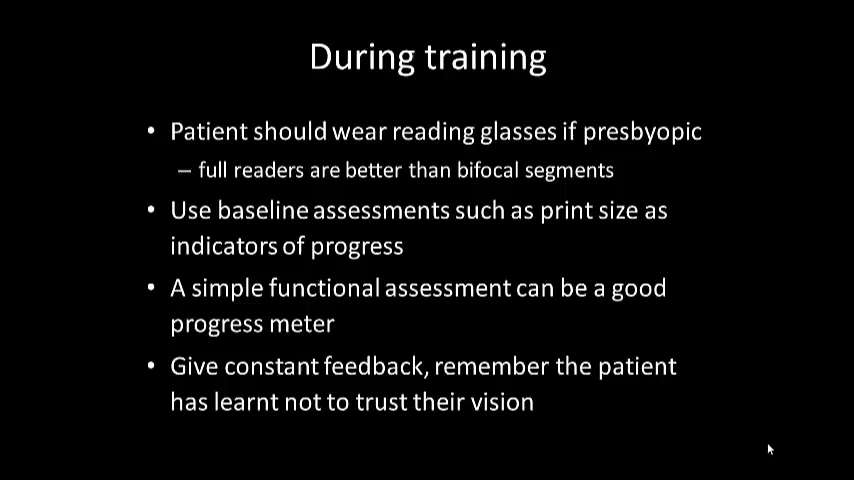 During training
• Patient should wear reading glasses if presbyopic
– full readers are better than bifocal segments
• Use baseline assessments such as print size as
indicators of progress
• A simple functional assessment can be a good
progress meter
• Give constant feedback, remember the patient
has learnt not to trust their vision